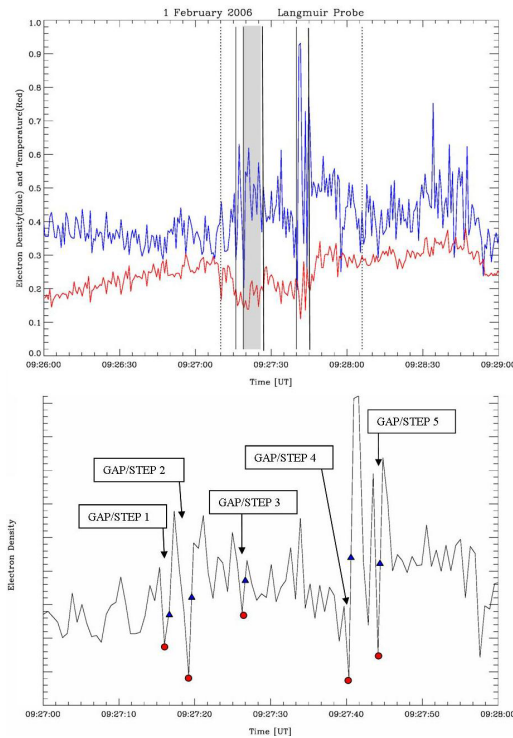 1 February 2006 Langmuir Probe
Electron Density(Blue) and Temperature(Red)
1.0
0.9
0.8
0.7
0.6
0.5
0.4
0.3
0.2
0.1
0.0
09:26:00 09:26:30 09:27:00 09:27:30 09:28:00 09:28:30 09:29:00
Time [UT]
GAP/STEP 5
GAP/STEP 2
GAP/STEP 4
GAP/STEP 3
GAP/STEP 1
Electron Density
09:27:00 09:27:10 09:27:20 09:27:30 09:27:40 09:27:50 09:28:00
Time [UT]